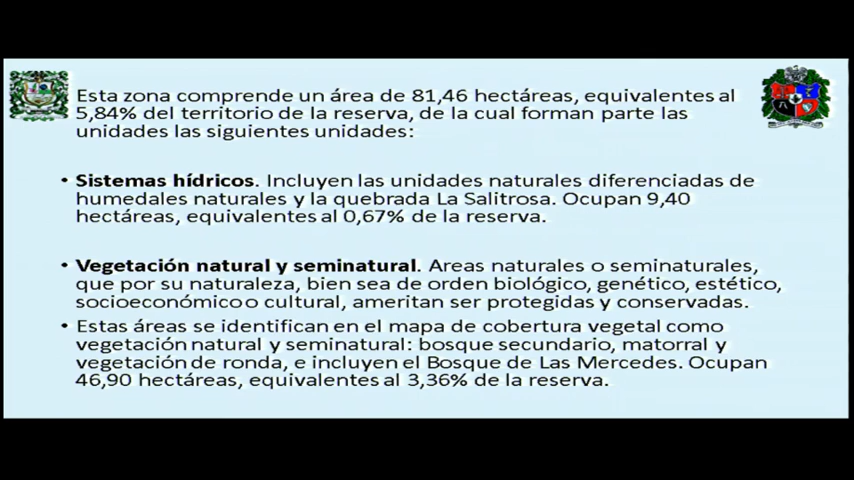 Esta zona comprende un área de 81,46 hectáreas, equivalentes al
5,84% del territorio de la reserva, de la cual forman parte las
unidades las siguientes unidades:
• Sistemas hídricos. Incluyen las unidades naturales diferenciadas de
humedales naturales y la quebrada La Salitrosa. Ocupan 9,40
hectáreas, equivalentes al 0,67% de la reserva.
• Vegetación natural y seminatural. Areas naturales o seminaturales,
que por su naturaleza, bien sea de orden biológico, genético, estético,
socioeconómico o cultural, ameritan ser protegidas y conservadas.
• Estas áreas se identifican en el mapa de cobertura vegetal como
vegetación natural y seminatural: bosque secundario, matorral y
vegetación de ronda, e incluyen el Bosque de Las Mercedes. Ocupan
46,90 hectáreas, equivalentes al 3,36% de la reserva.